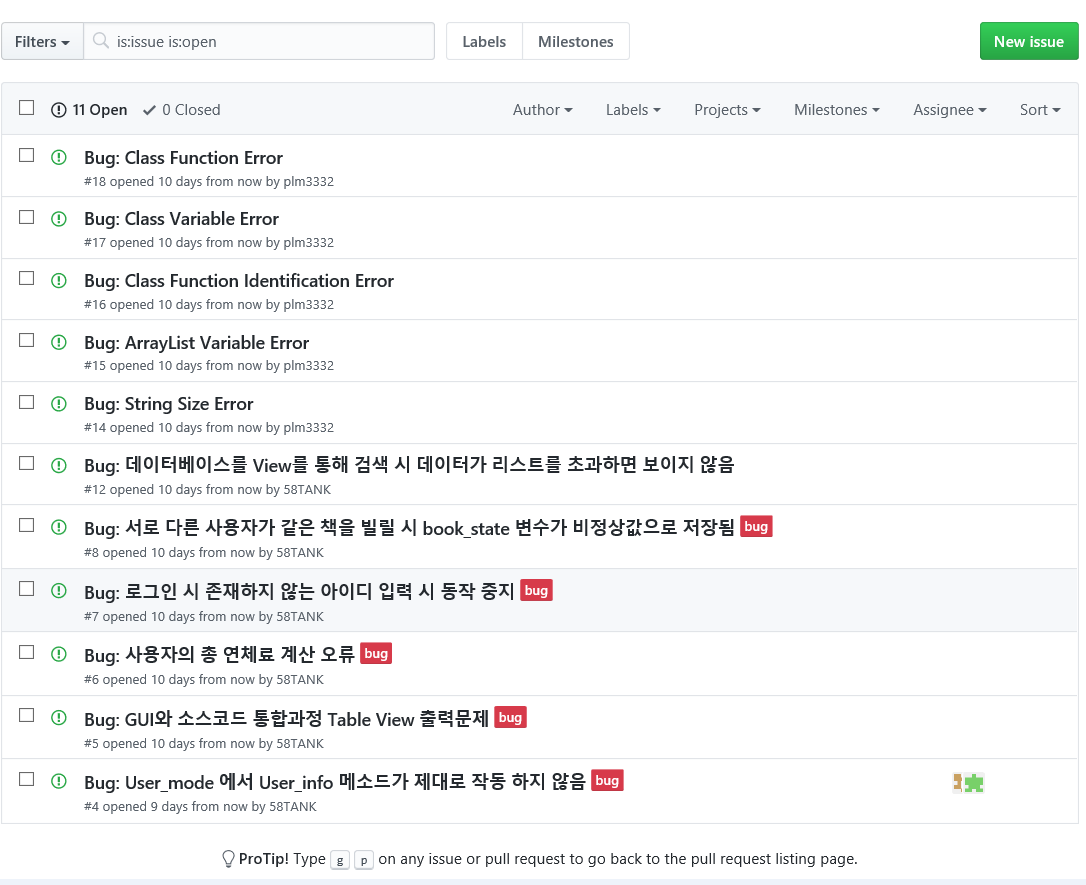 Filters is:issue is:open Labels Milestones New issue
11 Open 0 Closed Author Labels Projects Milestones Assignee Sort
Bug: Class Function Error
#18 opened 10 days from now by plm3332
Bug: Class Variable Error
#17 opened 10 days from now by plm3332
Bug: Class Function Identification Error
#16 opened 10 days from now by plm3332
Bug: ArrayList Variable Error
#15 opened 10 days from now by plm3332
Bug: String Size Error
#14 opened 10 days from now by plm3332
Bug: 데이터베이스를 View를 통해 검색 시 데이터가 리스트를 초과하면 보이지 않음
#12 opened 10 days from now by 58TANK
Bug: 서로 다른 사용자가 같은 책을 빌릴 시 book_state 변수가 비정상값으로 저장됨 bug
#8 opened 10 days from now by 58TANK
Bug: 로그인 시 존재하지 않는 아이디 입력 시 동작 중지 bug
#7 opened 10 days from now by 58TANK
Bug: 사용자의 총 연체료 계산 오류 bug
#6 opened 10 days from now by 58TANK
Bug: GUI와 소스코드 통합과정 Table View 출력문제 bug
#5 opened 10 days from now by 58TANK
Bug: User_mode 에서 User_info 메소드가 제대로 작동 하지 않음 bug
#4 opened 9 days from now by 58TANK
ProTip! Type g p on any issue or pull request to go back to the pull request listing page.